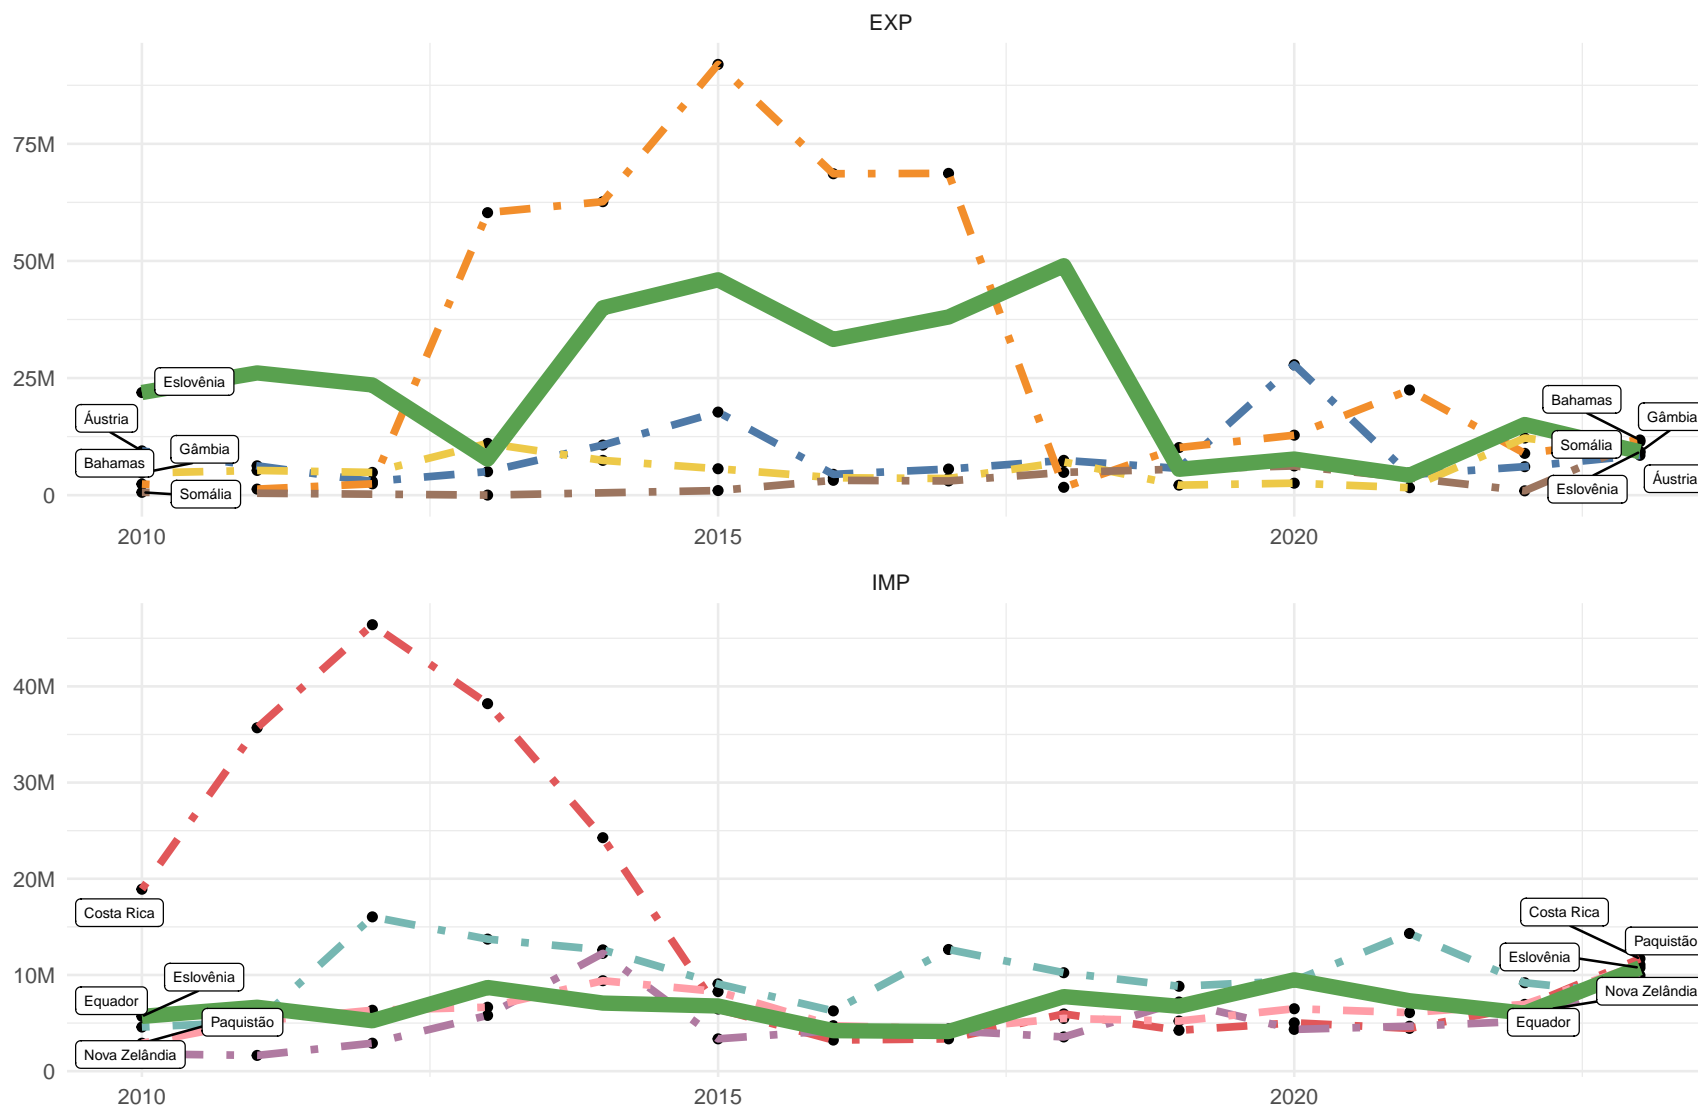 EXP
75M
50M
25M
0
Eslovênia
Áustria
Gâmbia
Bahamas
Somália
Bahamas
Gâmbia
Somália
Áustria
Eslovênia
2010
2015
2020
IMP
40M
30M
20M
10M
0
Costa Rica
Eslovênia
Equador
Paquistão
Nova Zelândia
Costa Rica
Paquistão
Eslovênia
Nova Zelândia
Equador
2010
2015
2020